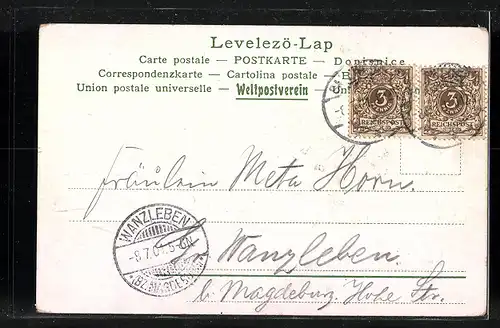 Levelezö-Lap
Carte postale — POSTKARTE — Dopisnice
Correspondenzkarte — Cartolina postale —
Union postale universelle — Weltpostverein —
3 3
REICHSPOST REICHSPOST
Fräulein Meta Horn.
WANZLEBEN
Wanzleben
b. Magdeburg. Hohe Str.